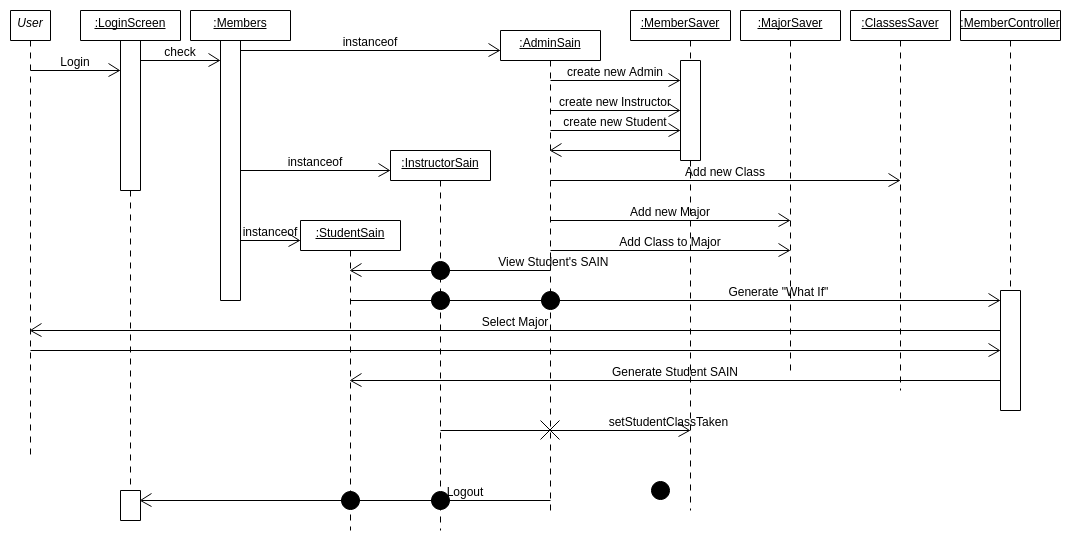 User
:LoginScreen
:Members
:MemberSaver
:MajorSaver
:ClassesSaver
:MemberController
:AdminSain
instanceof
check
Login
create new Admin
create new Instructor
create new Student
:InstructorSain
instanceof
Add new Class
Add new Major
:StudentSain
instanceof
Add Class to Major
View Student's SAIN
Generate "What If"
Select Major
Generate Student SAIN
setStudentClassTaken
Logout